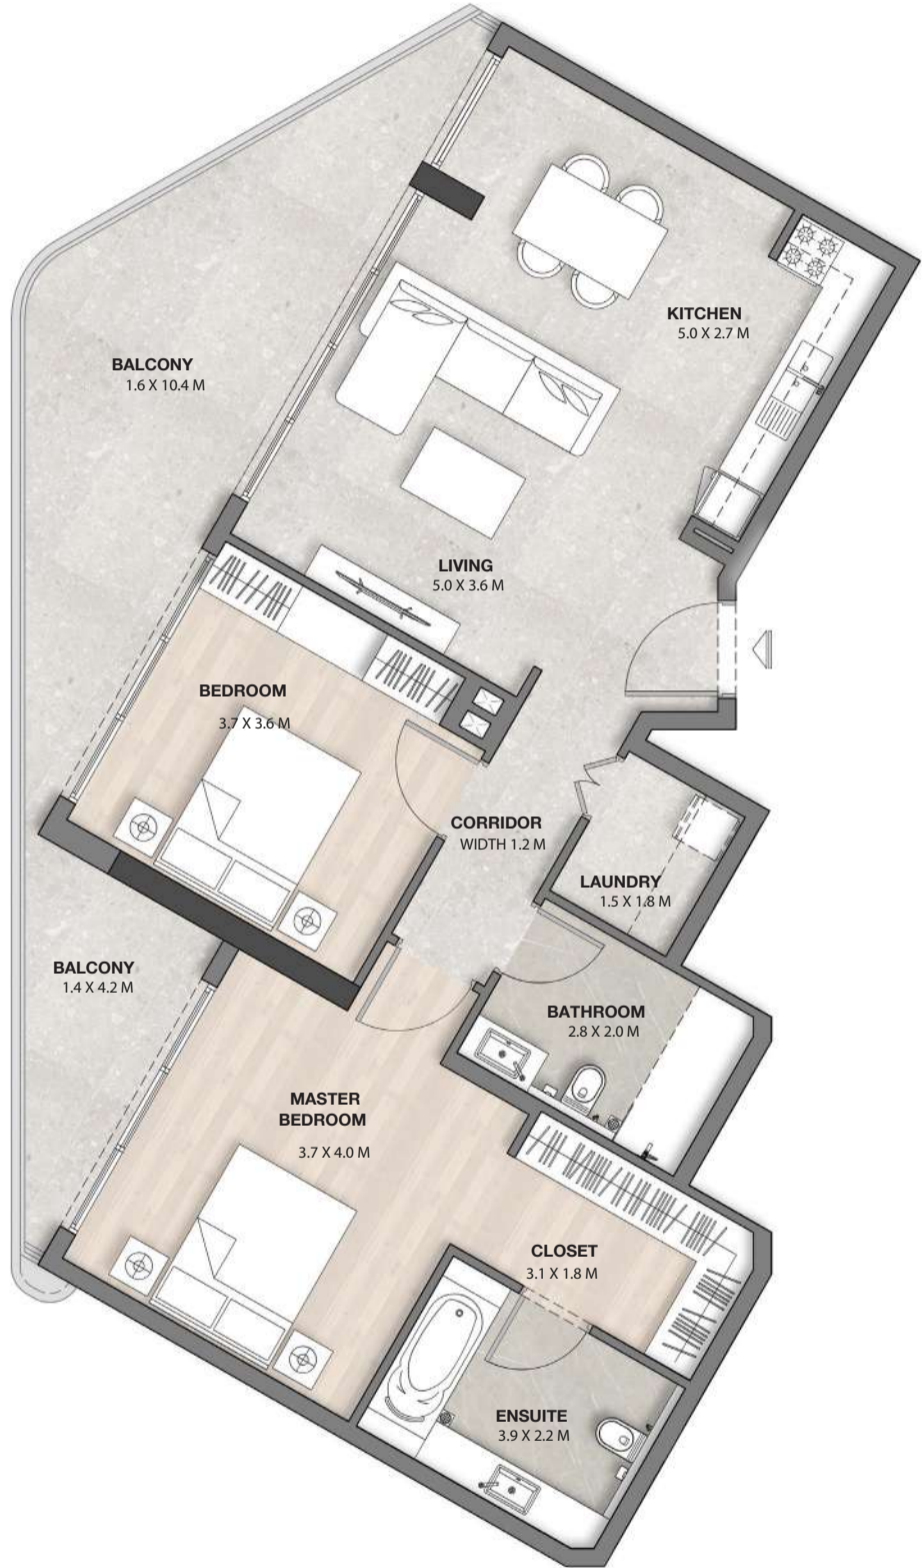 KITCHEN
5.0 X 2.7 M
BALCONY
1.6 X 10.4 M
LIVING
5.0 X 3.6 M
BEDROOM
3.7 X 3.6 M
CORRIDOR
WIDTH 1.2 M
LAUNDRY
1.5 X 1.8 M
BALCONY
1.4 X 4.2 M
BATHROOM
2.8 X 2.0 M
MASTER
BEDROOM
3.7 X 4.0 M
CLOSET
3.1 X 1.8 M
ENSUITE
3.9 X 2.2 M